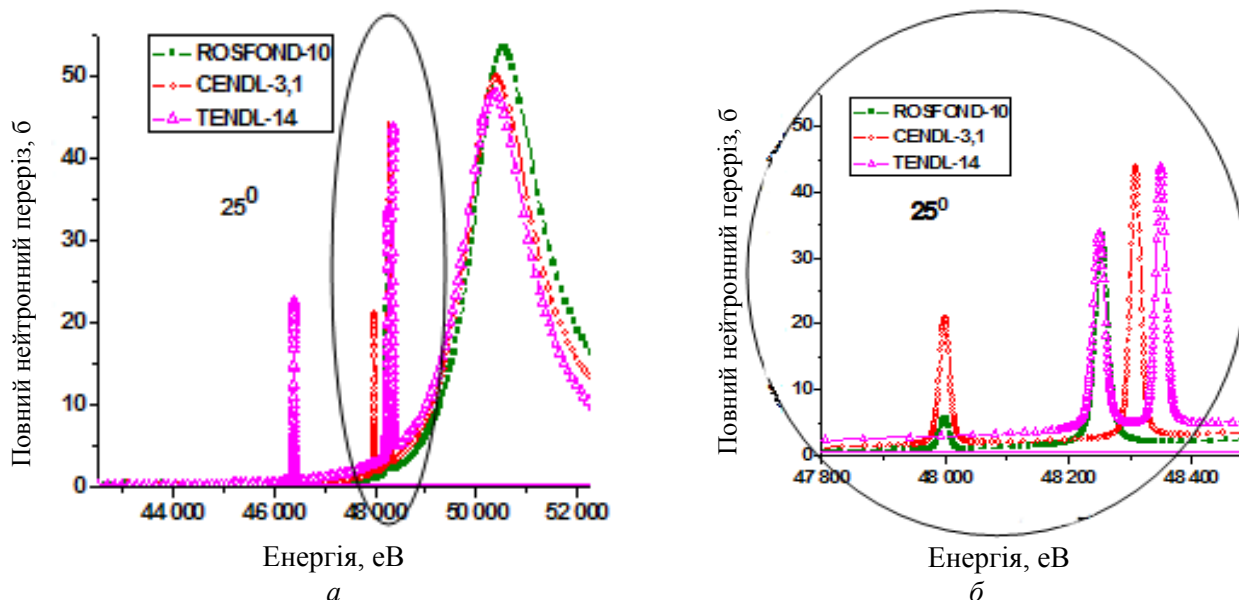 Повний нейтронний переріз, б
50
40
30
20
10
0
ROSFOND-10
CENDL-3,1
TENDL-14
25⁰
44 000 46 000 48 000 50 000 52 000
Енергія, еВ
а
Повний нейтронний переріз, б
50
40
30
20
10
0
ROSFOND-10
CENDL-3,1
TENDL-14
25⁰
47 800 48 000 48 200 48 400
Енергія, еВ
б